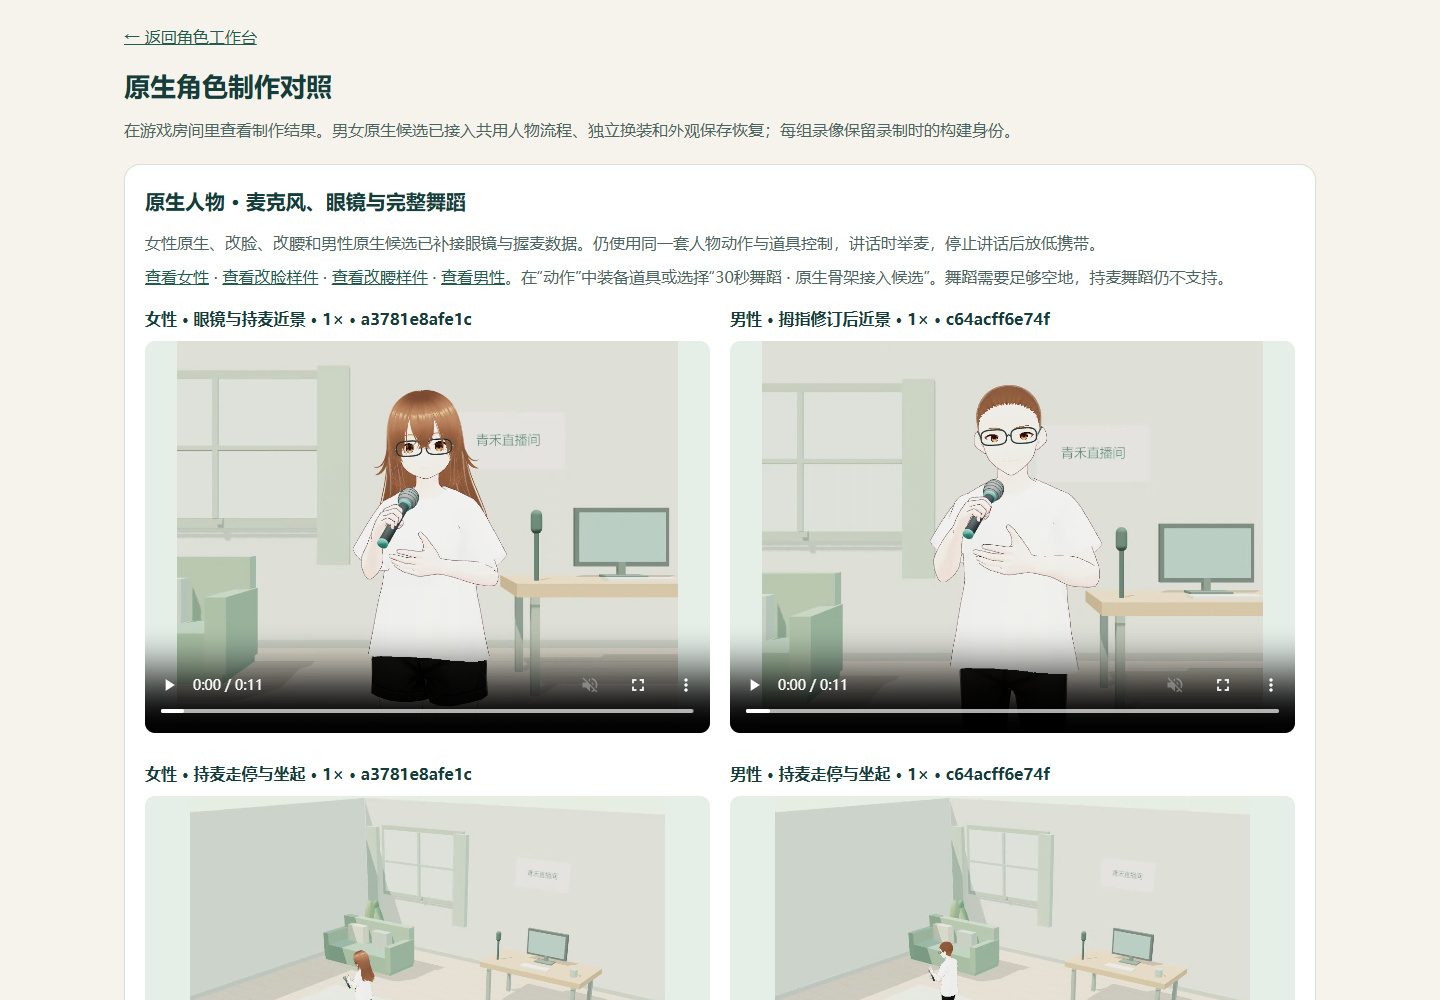 ← 返回角色工作台
原生角色制作对照
在游戏房间里查看制作结果。男女原生候选已接入共用人物流程、独立换装和外观保存恢复；每组录像保留录制时的构建身份。
原生人物 • 麦克风、眼镜与完整舞蹈
女性原生、改脸、改腰和男性原生候选已补接眼镜与握麦数据。仍使用同一套人物动作与道具控制，讲话时举麦，停止讲话后放低携带。
查看女性 · 查看改脸样件 · 查看改腰样件 · 查看男性。在“动作”中装备道具或选择“30秒舞蹈 · 原生骨架接入候选”。舞蹈需要足够空地，持麦舞蹈仍不支持。
女性 • 眼镜与持麦近景 • 1× • a3781e8afe1c
男性 • 拇指修订后近景 • 1× • c64acff6e74f
青禾直播间
青禾直播间
0:00 / 0:11
0:00 / 0:11
女性 • 持麦走停与坐起 • 1× • a3781e8afe1c
男性 • 持麦走停与坐起 • 1× • c64acff6e74f
青禾直播间
青禾直播间